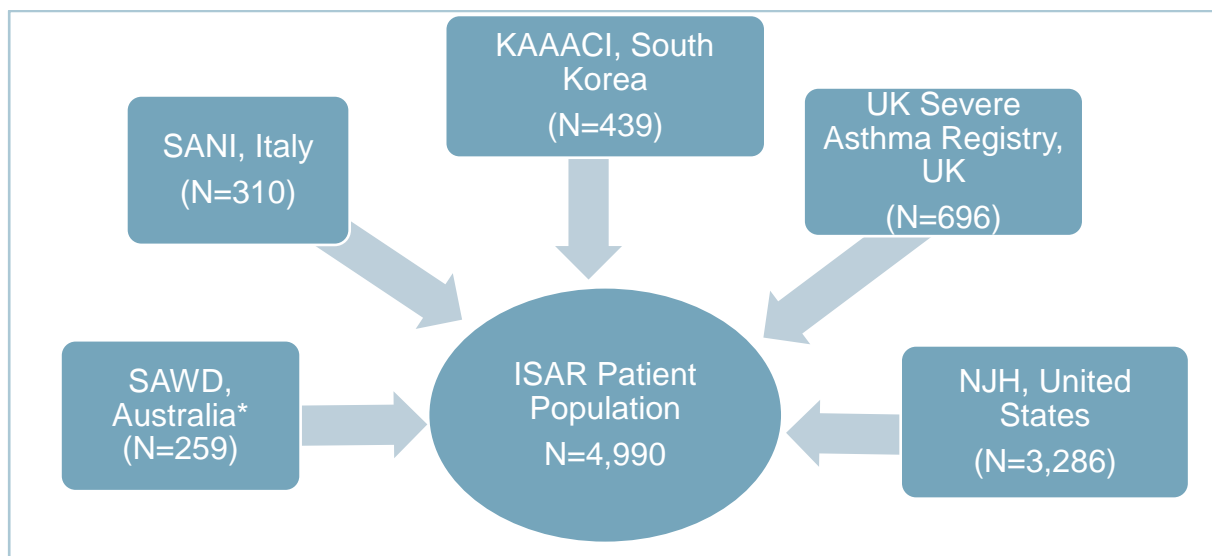 KAAACI, South
Korea
(N=439)
SANI, Italy
(N=310)
UK Severe
Asthma Registry,
UK
(N=696)
SAWD,
Australia*
(N=259)
ISAR Patient
Population
N=4,990
NJH, United
States
(N=3,286)